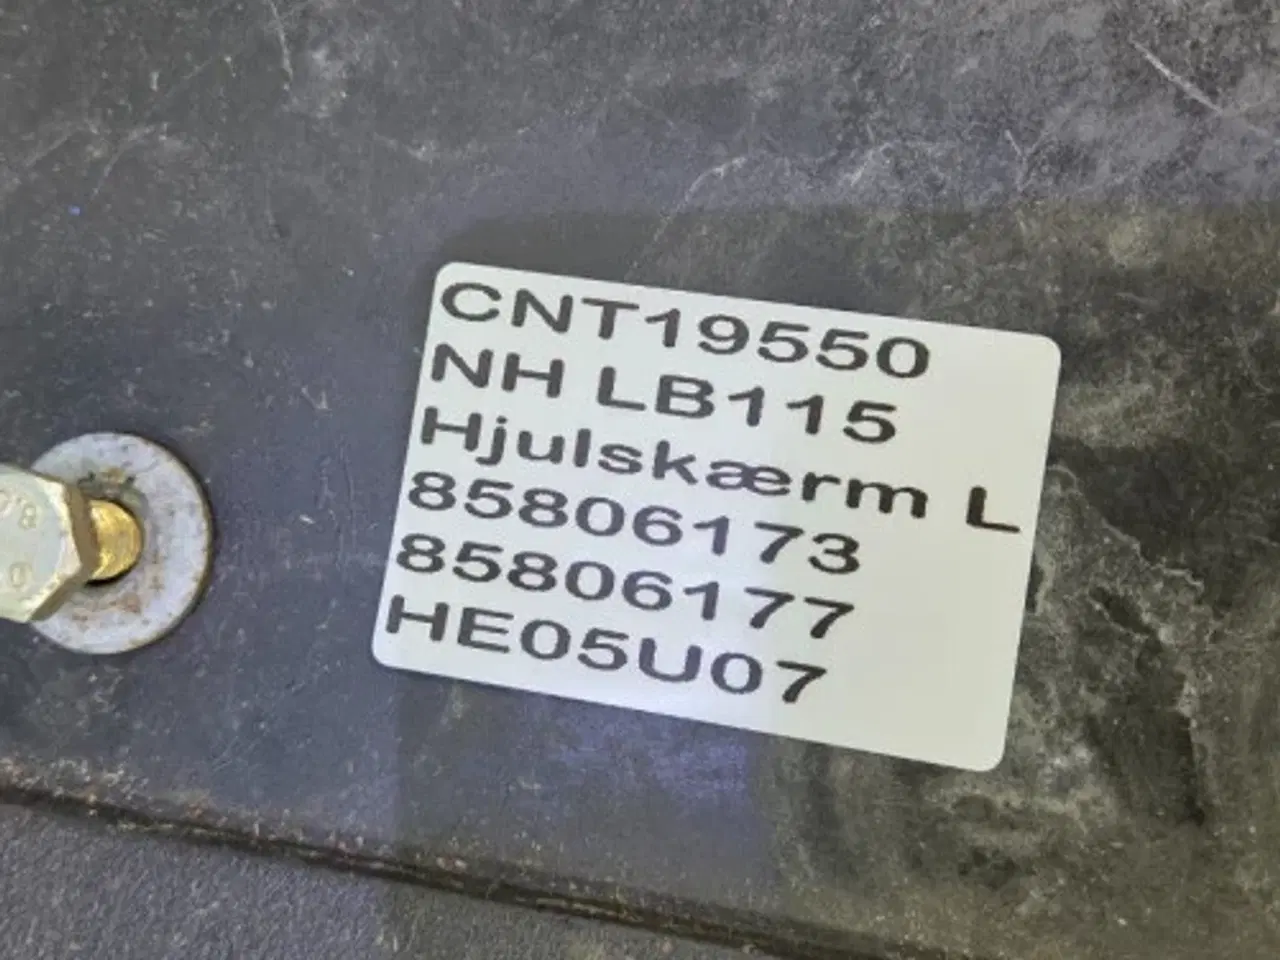 CNT19550
NH LB115
Hjulskærm L
85806173
85806177
HE05U07